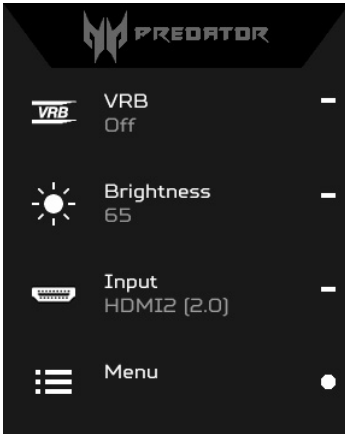 PREDATOR
VRB
VRB
Off
Brightness
65
Input
HDMI2 (2.0)
Menu